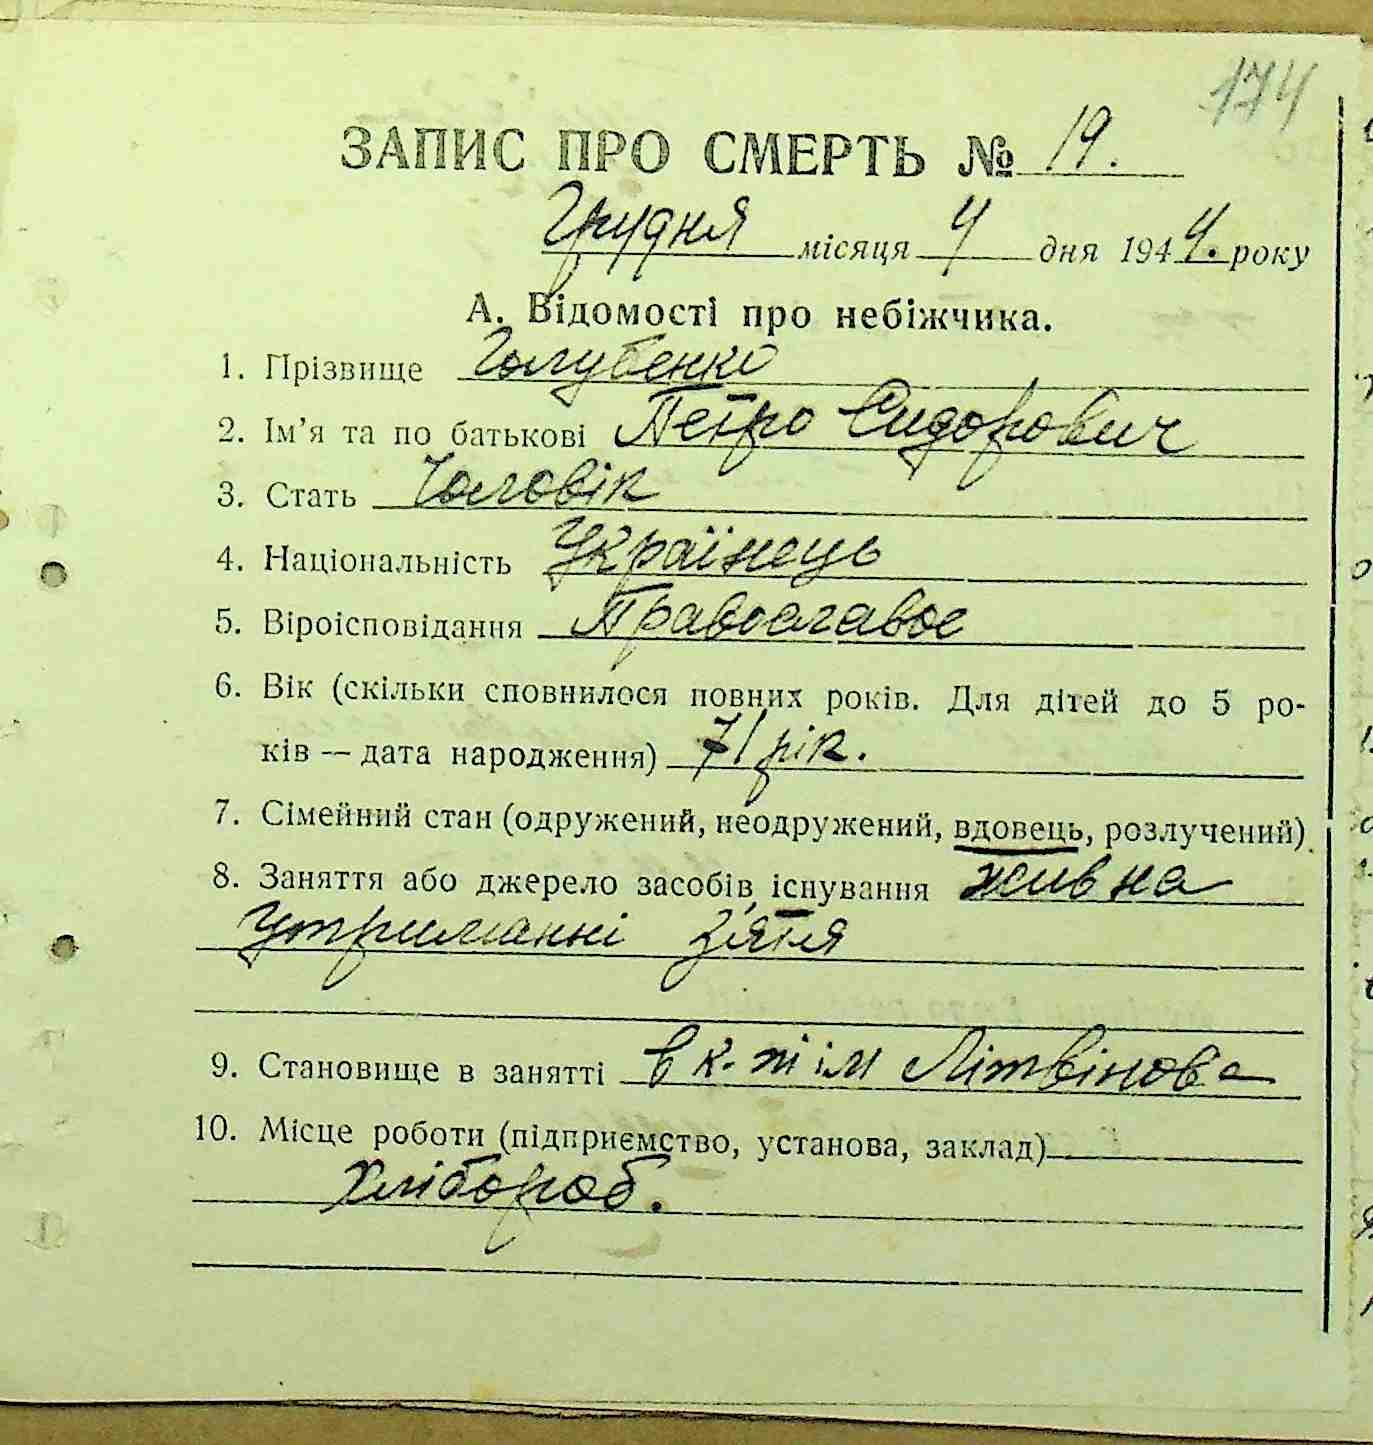 174
ЗАПИС ПРО СМЕРТЬ № 19.
Грудня місяця 4 дня 1944. року
А. Відомості про небіжчика.
1. Прізвище Голубенко
2. Ім’я та по батькові Петро Сидорович
3. Стать Чоловік
4. Національність Українець
5. Віроісповідання Православое
6. Вік (скільки сповнилося повних років. Для дітей до 5 ро-
ків — дата народження) 71 рік.
7. Сімейний стан (одружений, неодружений, вдовець, розлучений).
8. Заняття або джерело засобів існування жив на
утриманні зятя
9. Становище в занятті в к. ім Літвінова
10. Місце роботи (підприємство, установа, заклад)
Хлібороб.